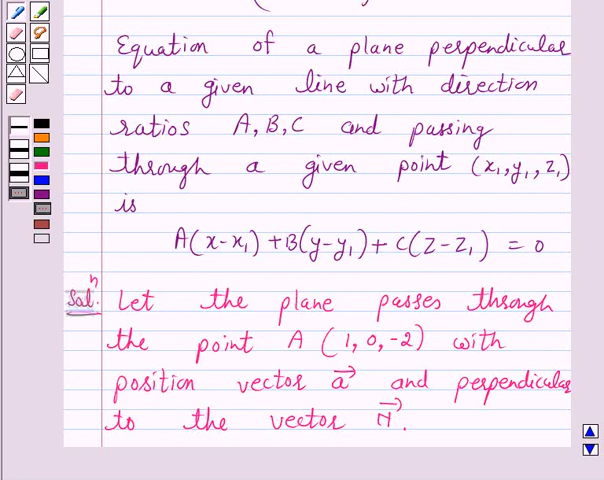 Equation of a plane perpendicular
to a given line with direction
ratios A, B, C and passing
through a given point (x₁, y₁, z₁)
is
A(x-x₁) + B(y-y₁) + C(z-z₁) = 0
Solⁿ. Let the plane passes through
the point A (1, 0, -2) with
position vector a⃗ and perpendicular
to the vector N⃗.